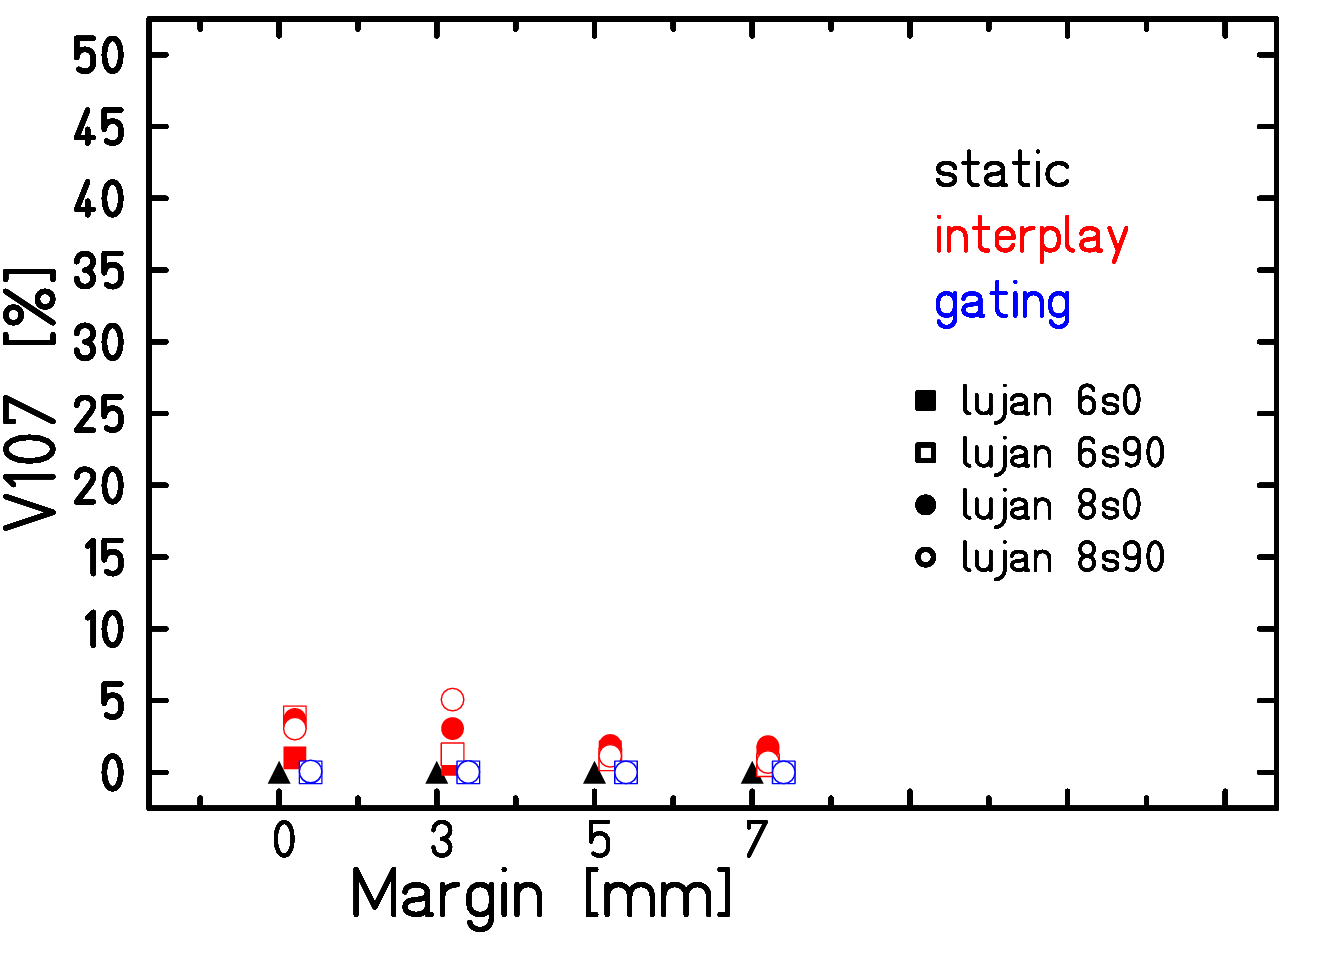 V107 [%]
50
45
40
35
30
25
20
15
10
5
0
static
interplay
gating
lujan 6s0
lujan 6s90
lujan 8s0
lujan 8s90
0 3 5 7
Margin [mm]